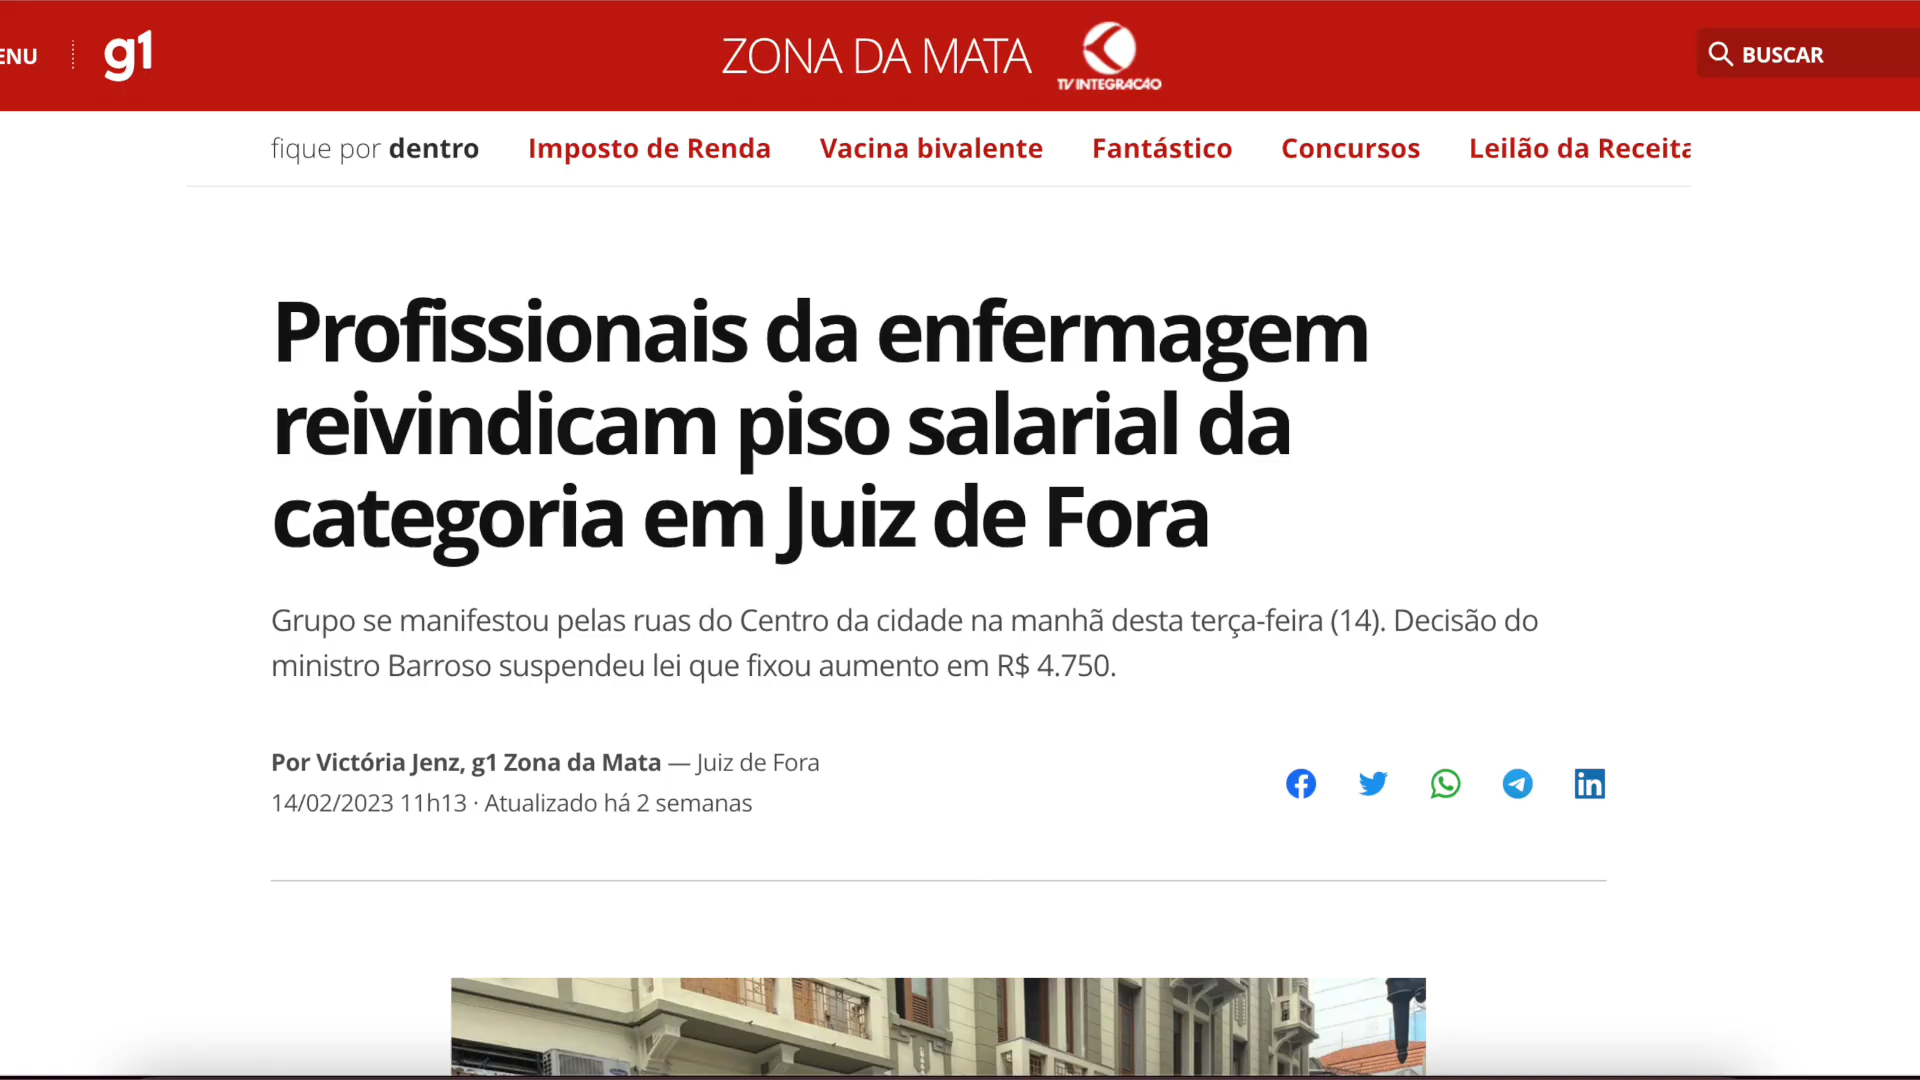 ENU
g1
ZONA DA MATA
TV INTEGRAÇÃO
BUSCAR
fique por dentro
Imposto de Renda
Vacina bivalente
Fantástico
Concursos
Leilão da Receita
Profissionais da enfermagem
reivindicam piso salarial da
categoria em Juiz de Fora
Grupo se manifestou pelas ruas do Centro da cidade na manhã desta terça-feira (14). Decisão do
ministro Barroso suspendeu lei que fixou aumento em R$ 4.750.
Por Victória Jenz, g1 Zona da Mata — Juiz de Fora
14/02/2023 11h13 · Atualizado há 2 semanas